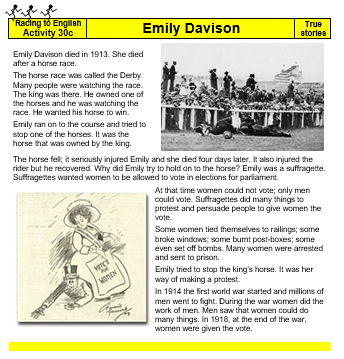 Racing to English
Activity 30c
Emily Davison
True
stories
Emily Davison died in 1913. She died
after a horse race.
The horse race was called the Derby.
Many people were watching the race.
The king was there. He owned one of
the horses and he was watching the
race. He wanted his horse to win.
Emily ran on to the course and tried to
stop one of the horses. It was the
horse that was owned by the king.
The horse fell; it seriously injured Emily and she died four days later. It also injured the
rider but he recovered. Why did Emily try to hold on to the horse? Emily was a suffragette.
Suffragettes wanted women to be allowed to vote in elections for parliament.
At that time women could not vote; only men
could vote. Suffragettes did many things to
protest and persuade people to give women the
vote.
Some women tied themselves to railings; some
broke windows; some burnt post-boxes; some
even set off bombs. Many women were arrested
and sent to prison.
Emily tried to stop the king's horse. It was her
way of making a protest.
In 1914 the first world war started and millions of
men went to fight. During the war women did the
work of men. Men saw that women could do
many things. In 1918, at the end of the war,
women were given the vote.
VOTES
FOR
WOMEN